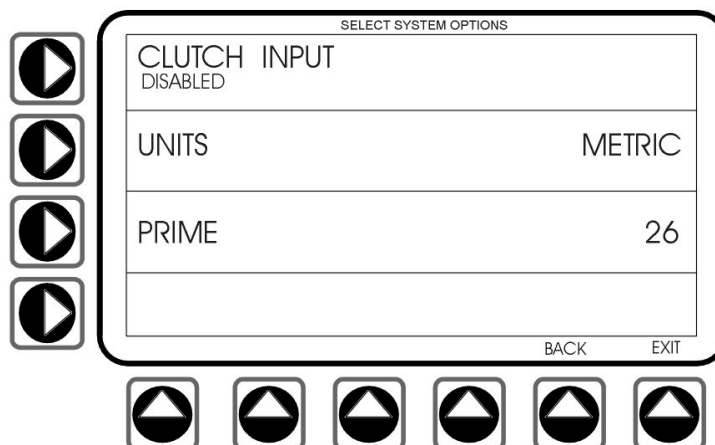 SELECT SYSTEM OPTIONS
CLUTCH INPUT
DISABLED
UNITS METRIC
PRIME 26
BACK EXIT